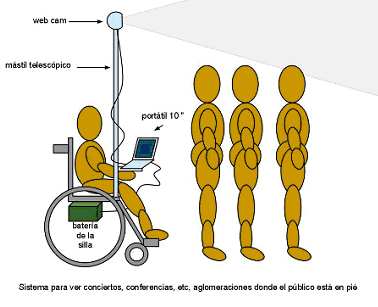 web cam
mástil telescópico
portátil 10"
batería
de la
silla
Sistema para ver conciertos, conferencias, etc, aglomeraciones donde el público está en pié